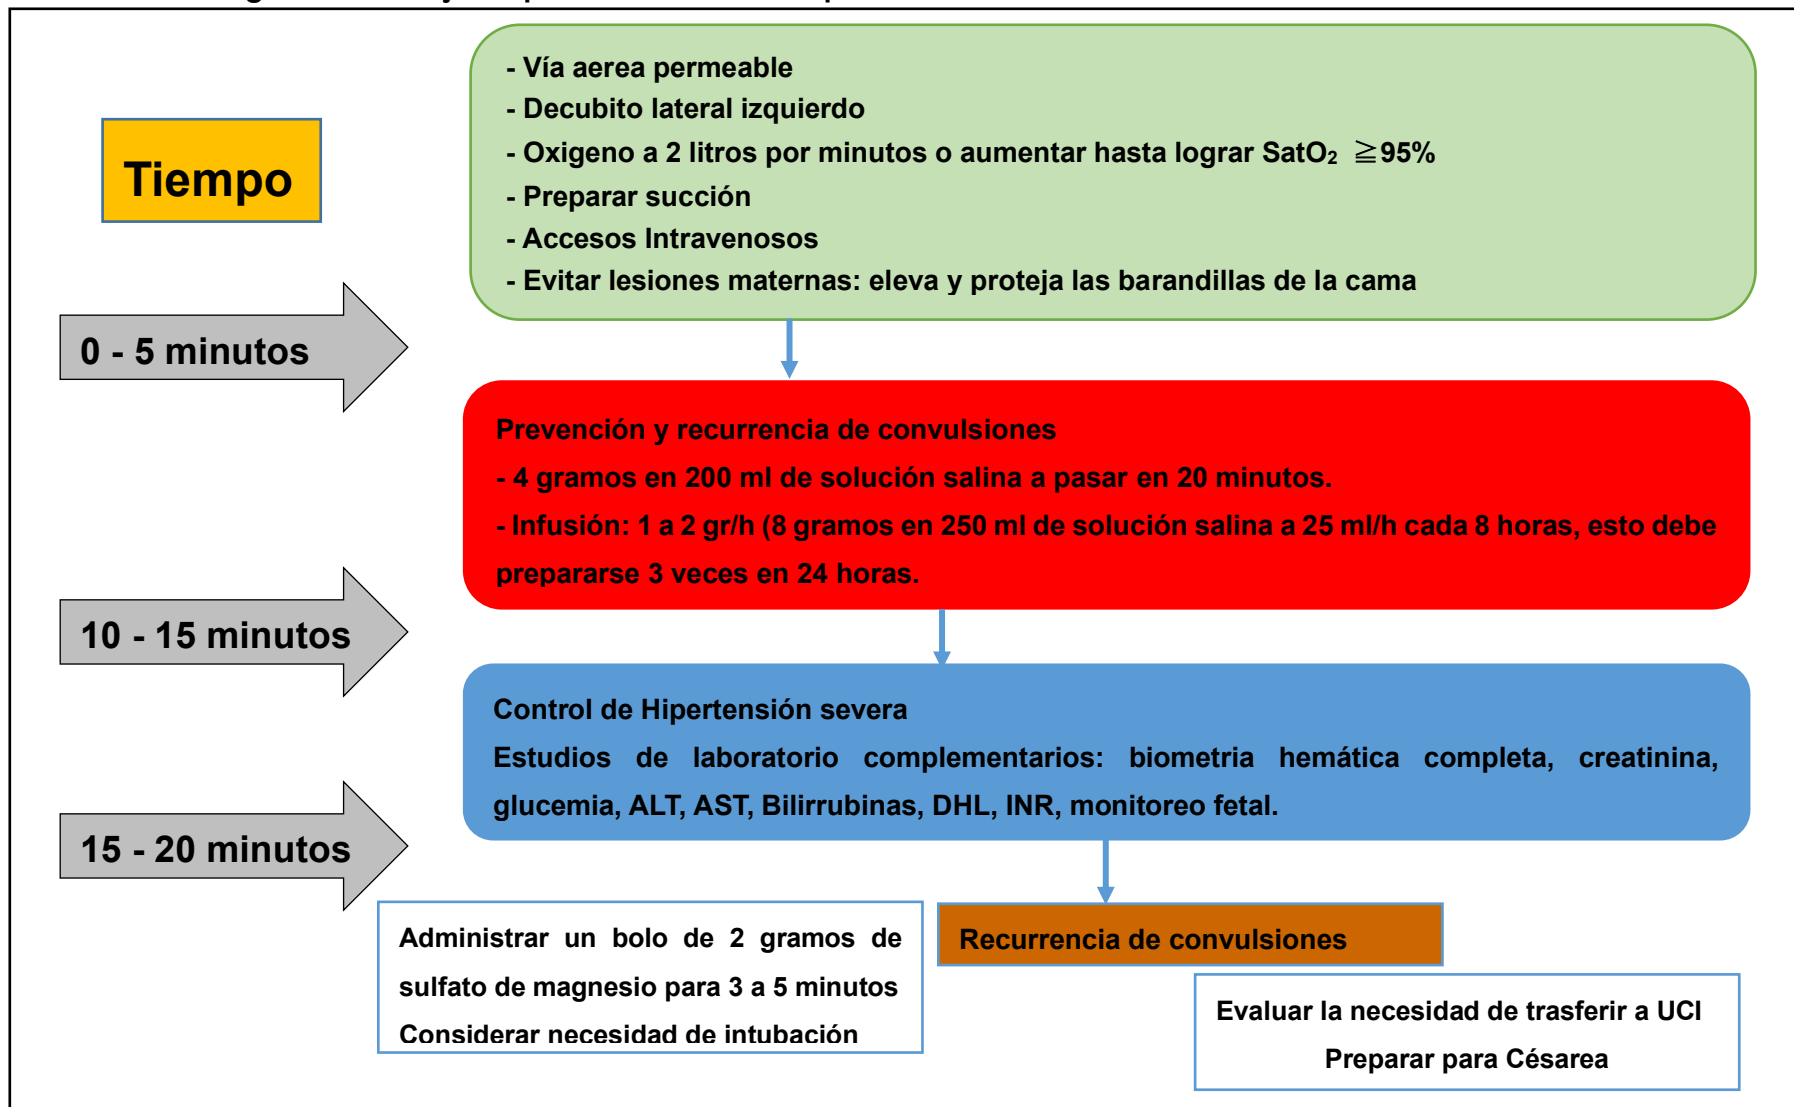 - Vía aerea permeable
- Decubito lateral izquierdo
- Oxigeno a 2 litros por minutos o aumentar hasta lograr SatO₂ ≧95%
- Preparar succión
- Accesos Intravenosos
- Evitar lesiones maternas: eleva y proteja las barandillas de la cama
Tiempo
0 - 5 minutos
Prevención y recurrencia de convulsiones
- 4 gramos en 200 ml de solución salina a pasar en 20 minutos.
- Infusión: 1 a 2 gr/h (8 gramos en 250 ml de solución salina a 25 ml/h cada 8 horas, esto debe
prepararse 3 veces en 24 horas.
10 - 15 minutos
Control de Hipertensión severa
Estudios de laboratorio complementarios: biometria hemática completa, creatinina,
glucemia, ALT, AST, Bilirrubinas, DHL, INR, monitoreo fetal.
15 - 20 minutos
Administrar un bolo de 2 gramos de
sulfato de magnesio para 3 a 5 minutos
Considerar necesidad de intubación
Recurrencia de convulsiones
Evaluar la necesidad de trasferir a UCI
Preparar para Césarea